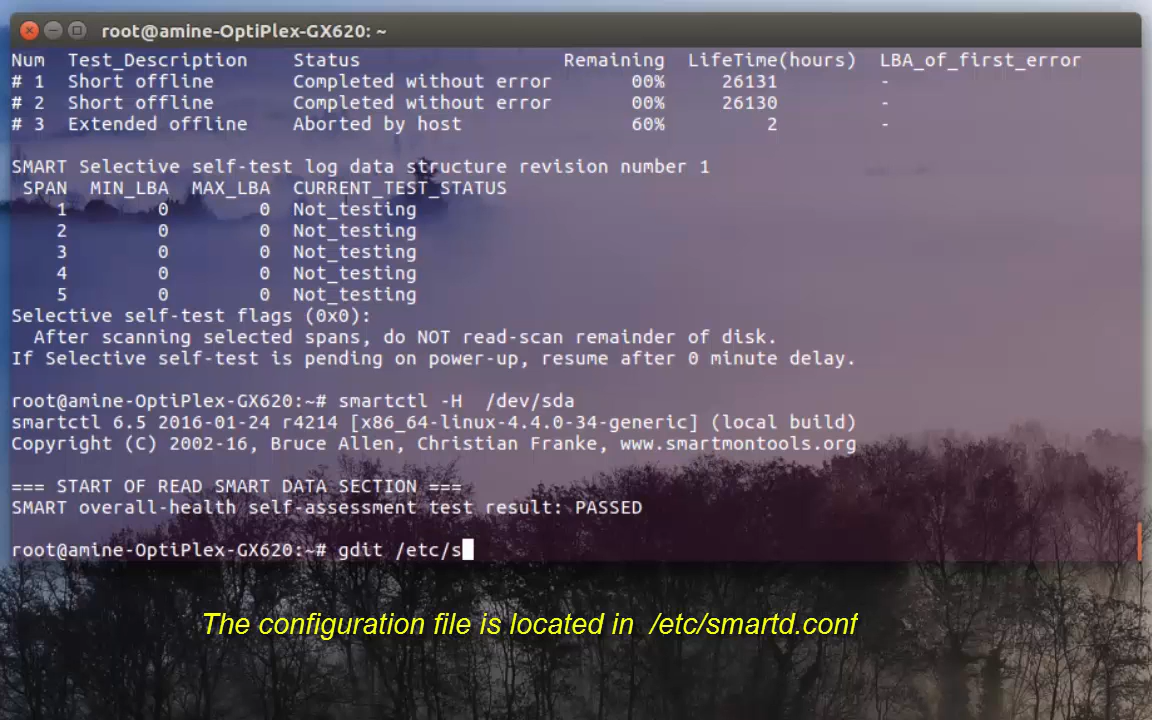 root@amine-OptiPlex-GX620: ~
Num  Test_Description    Status                  Remaining  LifeTime(hours)  LBA_of_first_error
# 1  Short offline       Completed without error       00%     26131         -
# 2  Short offline       Completed without error       00%     26130         -
# 3  Extended offline    Aborted by host               60%         2         -
SMART Selective self-test log data structure revision number 1
 SPAN  MIN_LBA  MAX_LBA  CURRENT_TEST_STATUS
    1        0        0  Not_testing
    2        0        0  Not_testing
    3        0        0  Not_testing
    4        0        0  Not_testing
    5        0        0  Not_testing
Selective self-test flags (0x0):
  After scanning selected spans, do NOT read-scan remainder of disk.
If Selective self-test is pending on power-up, resume after 0 minute delay.
root@amine-OptiPlex-GX620:~# smartctl -H  /dev/sda
smartctl 6.5 2016-01-24 r4214 [x86_64-linux-4.4.0-34-generic] (local build)
Copyright (C) 2002-16, Bruce Allen, Christian Franke, www.smartmontools.org
=== START OF READ SMART DATA SECTION ===
SMART overall-health self-assessment test result: PASSED
root@amine-OptiPlex-GX620:~# gdit /etc/s
The configuration file is located in  /etc/smartd.conf